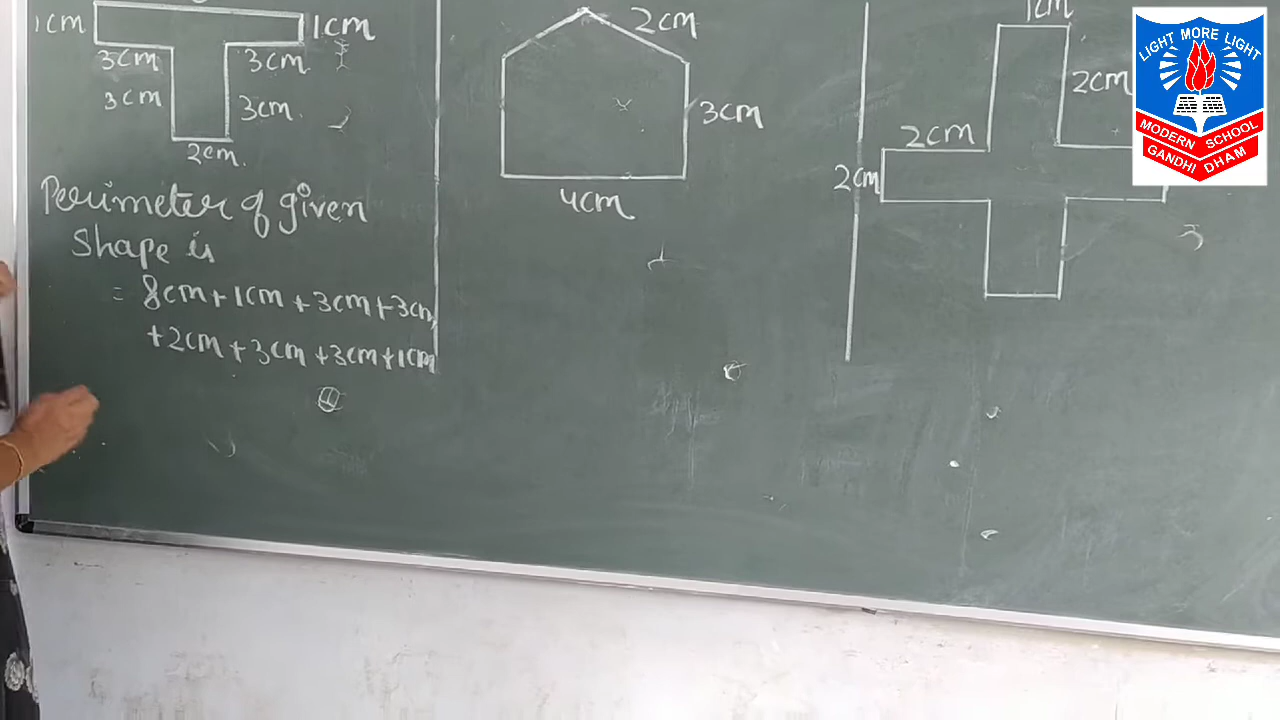 1cm
1cm
3cm
3cm
3cm
3cm.
2cm.
Perimeter of given
Shape is
= 8cm + 1cm + 3cm + 3cm
+ 2cm + 3cm + 3cm + 1cm
2cm
3cm
4cm
1cm
2cm
2cm
2cm
LIGHT MORE LIGHT
MODERN SCHOOL
GANDHI DHAM